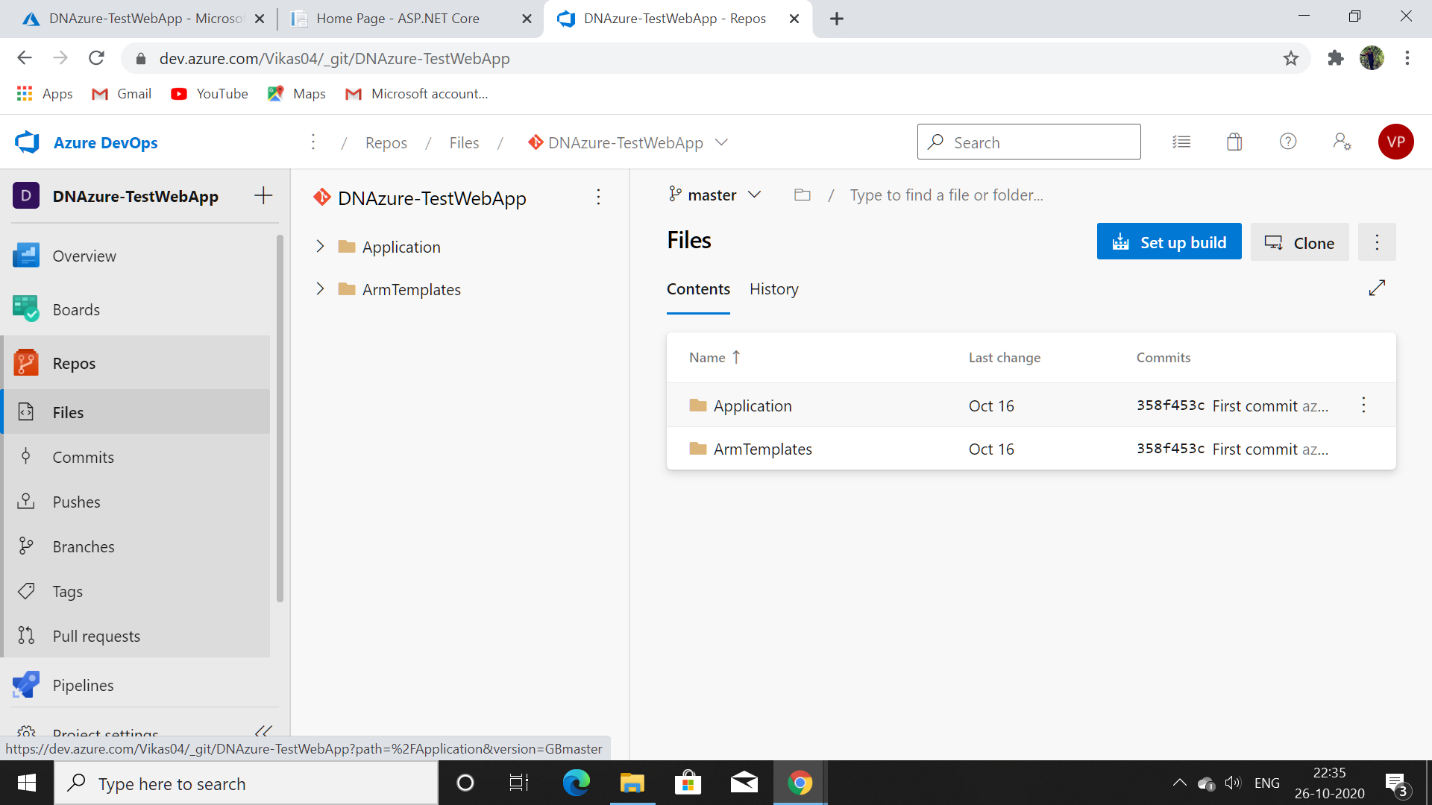 DNAzure-TestWebApp - Microso
Home Page - ASP.NET Core
DNAzure-TestWebApp - Repos
dev.azure.com/Vikas04/_git/DNAzure-TestWebApp
Apps
Gmail
YouTube
Maps
Microsoft account...
Azure DevOps
/ Repos / Files / DNAzure-TestWebApp
Search
VP
D
DNAzure-TestWebApp
Overview
Boards
Repos
Files
Commits
Pushes
Branches
Tags
Pull requests
Pipelines
Project settings
DNAzure-TestWebApp
Application
ArmTemplates
master
/ Type to find a file or folder...
Files
Set up build
Clone
Contents
History
Name
Last change
Commits
Application
Oct 16
358f453c First commit az...
ArmTemplates
Oct 16
358f453c First commit az...
https://dev.azure.com/Vikas04/_git/DNAzure-TestWebApp?path=%2FApplication&version=GBmaster
Type here to search
ENG
22:35
26-10-2020
3